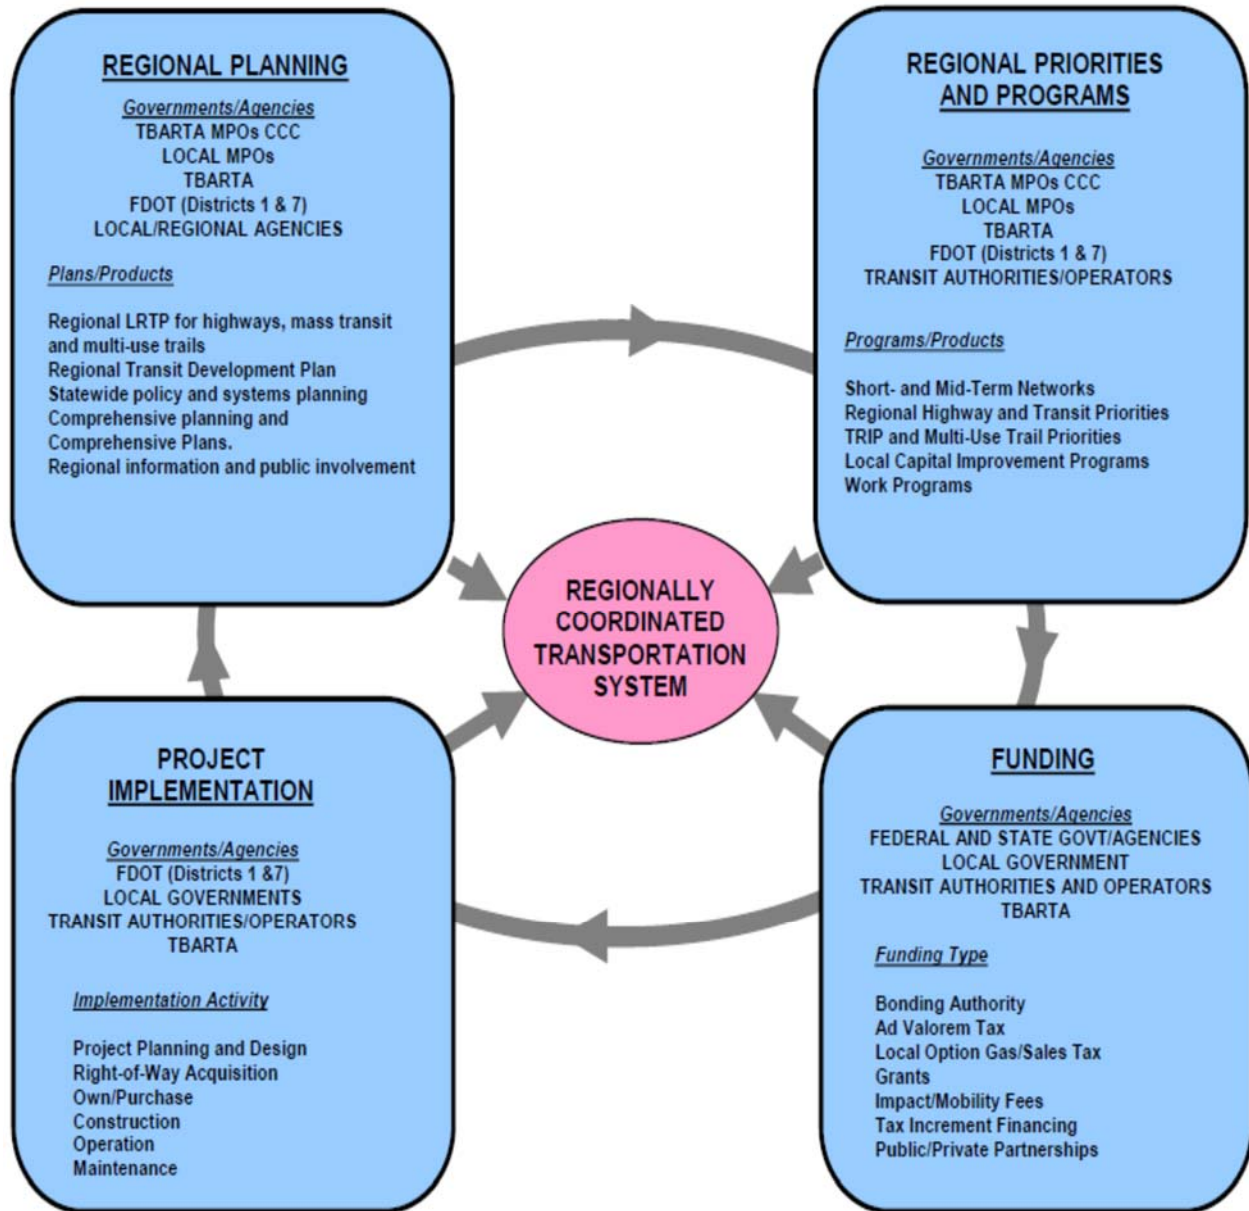 REGIONAL PLANNING
Governments/Agencies
TBARTA MPOs CCC
LOCAL MPOs
TBARTA
FDOT (Districts 1 & 7)
LOCAL/REGIONAL AGENCIES
Plans/Products
Regional LRTP for highways, mass transit
and multi-use trails
Regional Transit Development Plan
Statewide policy and systems planning
Comprehensive planning and
Comprehensive Plans.
Regional information and public involvement
REGIONAL PRIORITIES
AND PROGRAMS
Governments/Agencies
TBARTA MPOs CCC
LOCAL MPOs
TBARTA
FDOT (Districts 1 & 7)
TRANSIT AUTHORITIES/OPERATORS
Programs/Products
Short- and Mid-Term Networks
Regional Highway and Transit Priorities
TRIP and Multi-Use Trail Priorities
Local Capital Improvement Programs
Work Programs
REGIONALLY
COORDINATED
TRANSPORTATION
SYSTEM
PROJECT
IMPLEMENTATION
Governments/Agencies
FDOT (Districts 1 &7)
LOCAL GOVERNMENTS
TRANSIT AUTHORITIES/OPERATORS
TBARTA
Implementation Activity
Project Planning and Design
Right-of-Way Acquisition
Own/Purchase
Construction
Operation
Maintenance
FUNDING
Governments/Agencies
FEDERAL AND STATE GOVT/AGENCIES
LOCAL GOVERNMENT
TRANSIT AUTHORITIES AND OPERATORS
TBARTA
Funding Type
Bonding Authority
Ad Valorem Tax
Local Option Gas/Sales Tax
Grants
Impact/Mobility Fees
Tax Increment Financing
Public/Private Partnerships